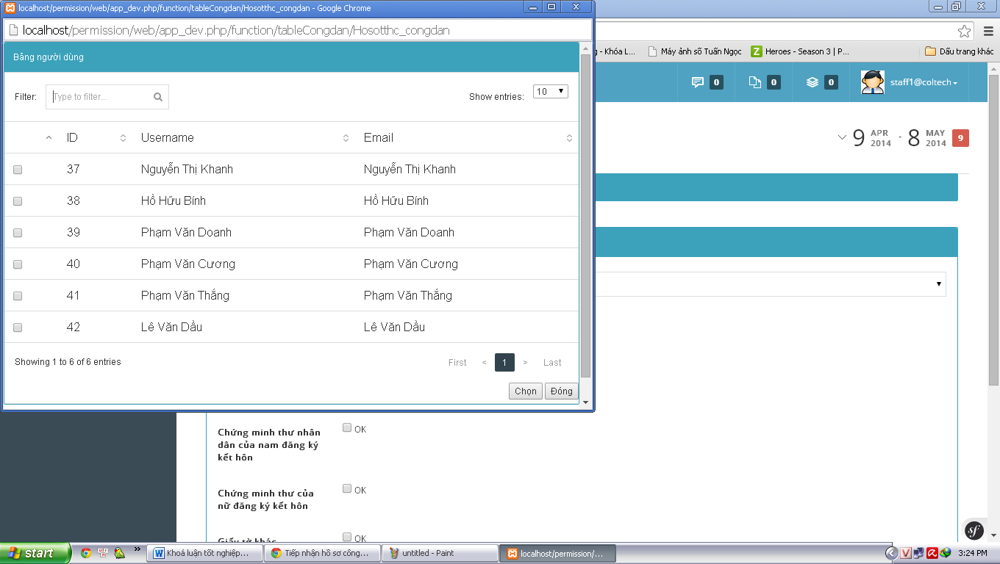 localhost/permission/web/app_dev.php/function/tableCongdan/Hosotthc_congdan - Google Chrome
localhost/permission/web/app_dev.php/function/tableCongdan/Hosotthc_congdan
Bảng người dùng
Filter: Type to filter... Show entries: 10
ID Username Email
37 Nguyễn Thị Khanh Nguyễn Thị Khanh
38 Hồ Hữu Bính Hồ Hữu Bính
39 Phạm Văn Doanh Phạm Văn Doanh
40 Phạm Văn Cương Phạm Văn Cương
41 Phạm Văn Thắng Phạm Văn Thắng
42 Lê Văn Dầu Lê Văn Dầu
Showing 1 to 6 of 6 entries First < 1 > Last
Chọn Đóng
- Khóa L... Máy ảnh số Tuấn Ngọc Z Heroes - Season 3 | P... Dấu trang khác
0 0 0 staff1@coltech
9 APR 2014 - 8 MAY 2014 9
Chứng minh thư nhân OK
dân của nam đăng ký
kết hôn
Chứng minh thư của OK
nữ đăng ký kết hôn
Giấy tờ khác OK
sf
start » Khoá luận tốt nghiệp... Tiếp nhận hồ sơ công... untitled - Paint localhost/permission/... 3:24 PM